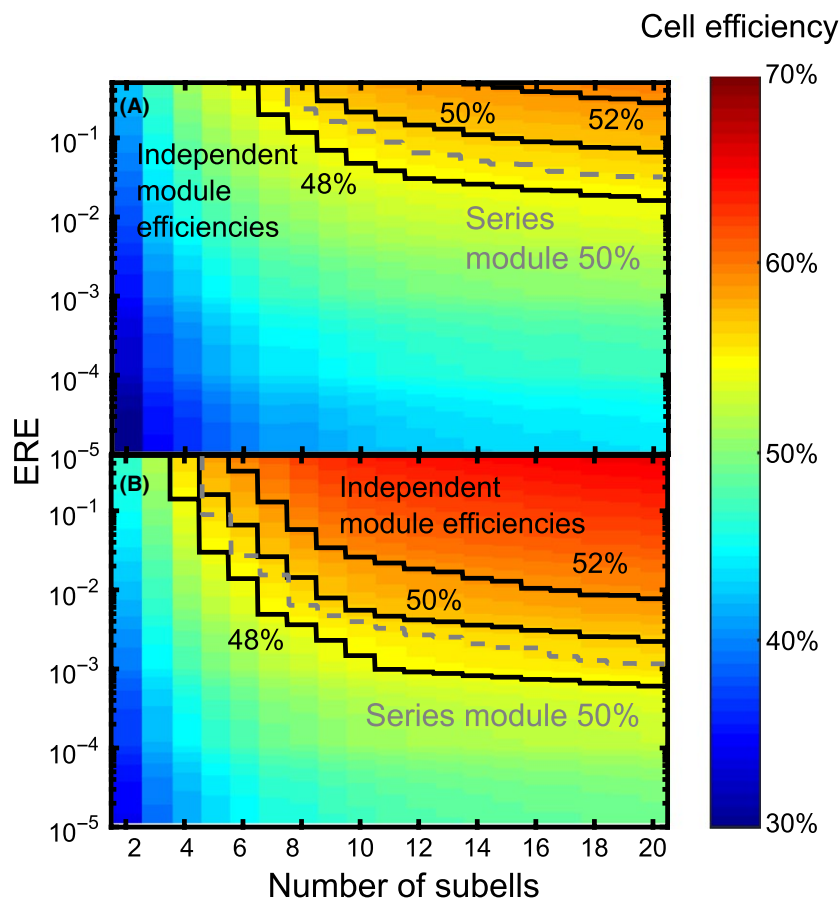 Cell efficiency
70%
60%
50%
40%
30%
(A)
Independent
module
efficiencies
48%
50%
52%
Series
module 50%
10⁻¹
10⁻²
10⁻³
10⁻⁴
10⁻⁵
ERE
(B)
Independent
module efficiencies
52%
50%
48%
Series module 50%
10⁻¹
10⁻²
10⁻³
10⁻⁴
10⁻⁵
2 4 6 8 10 12 14 16 18 20
Number of subells